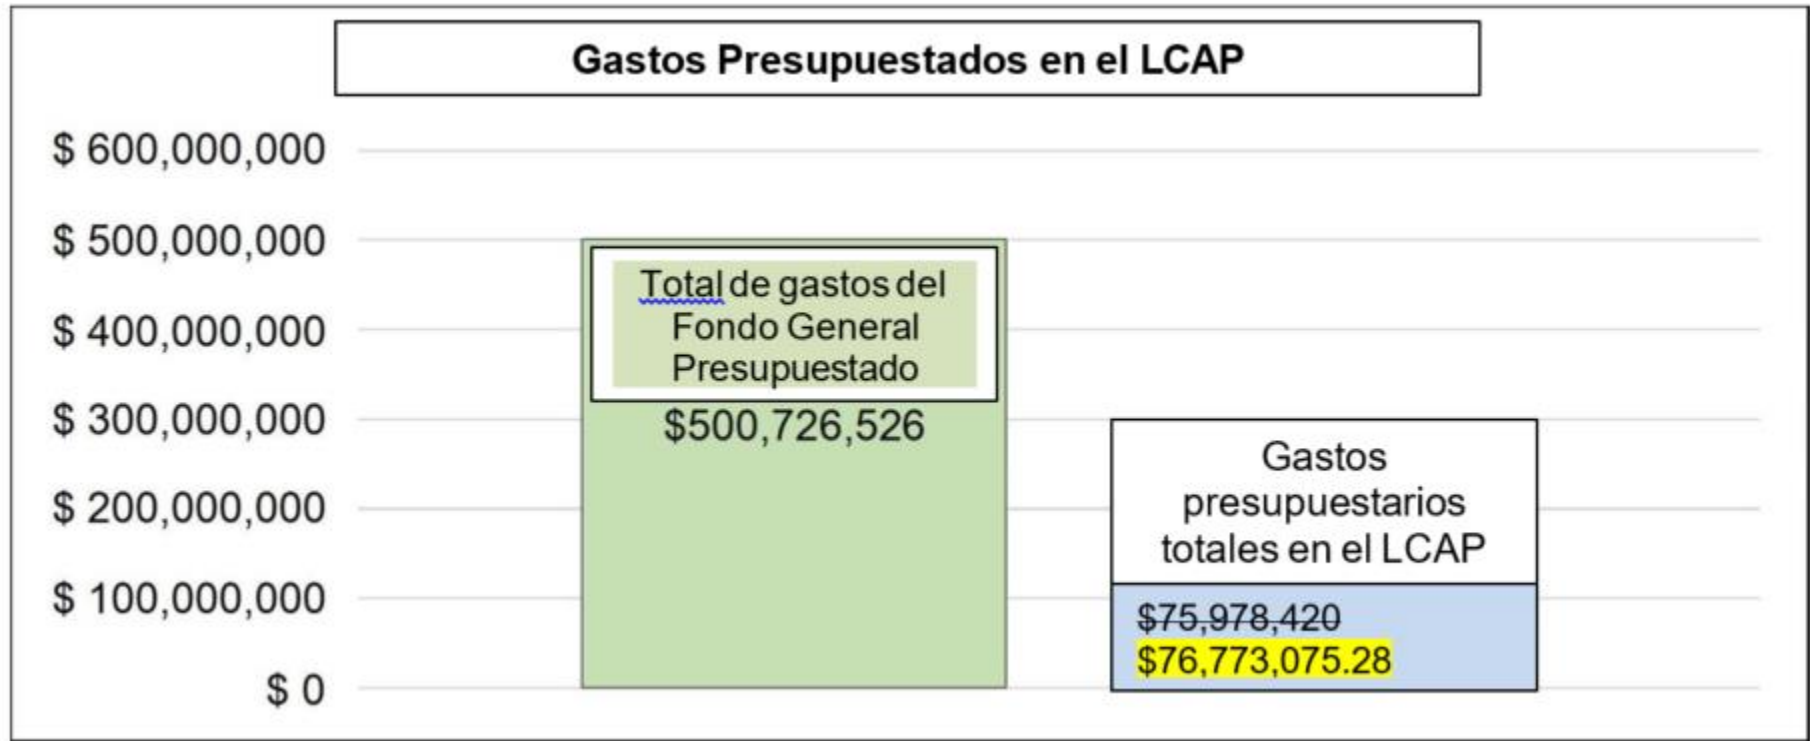 Gastos Presupuestados en el LCAP
$ 600,000,000
$ 500,000,000
$ 400,000,000
$ 300,000,000
$ 200,000,000
$ 100,000,000
$ 0
Total de gastos del
Fondo General
Presupuestado
$500,726,526
Gastos
presupuestarios
totales en el LCAP
$75,978,420
$76,773,075.28